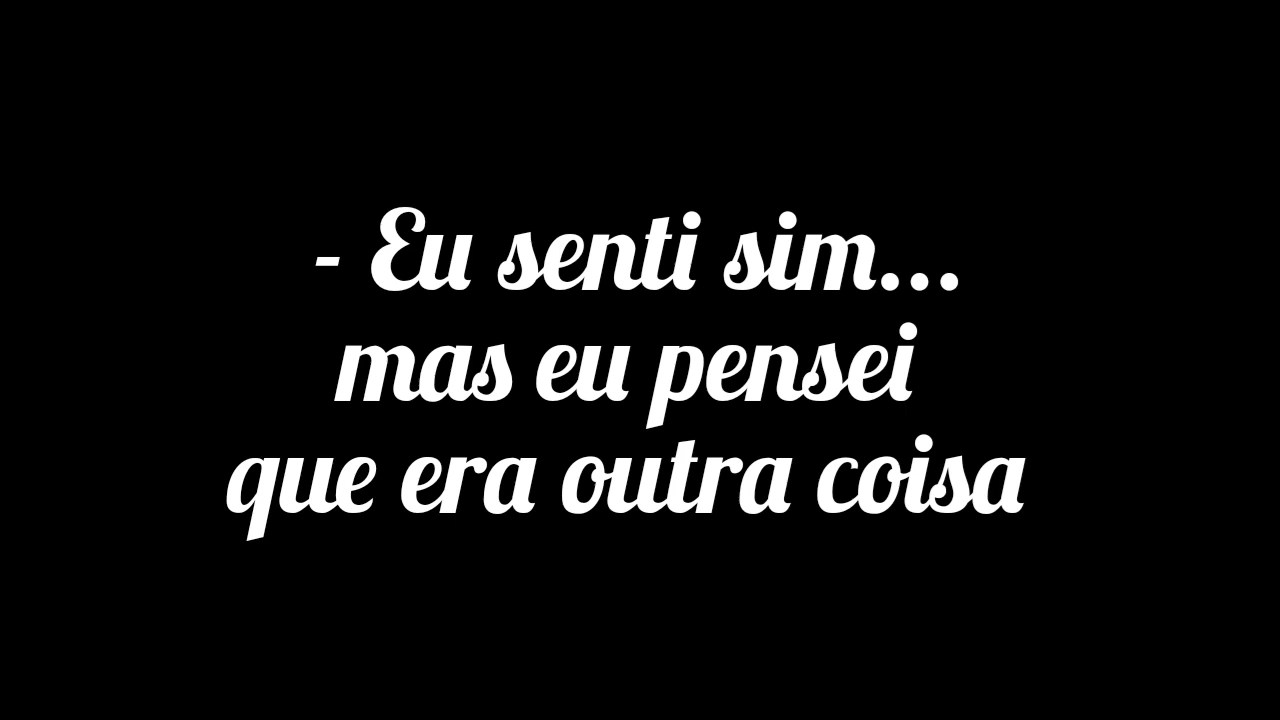 - Eu senti sim...
mas eu pensei
que era outra coisa